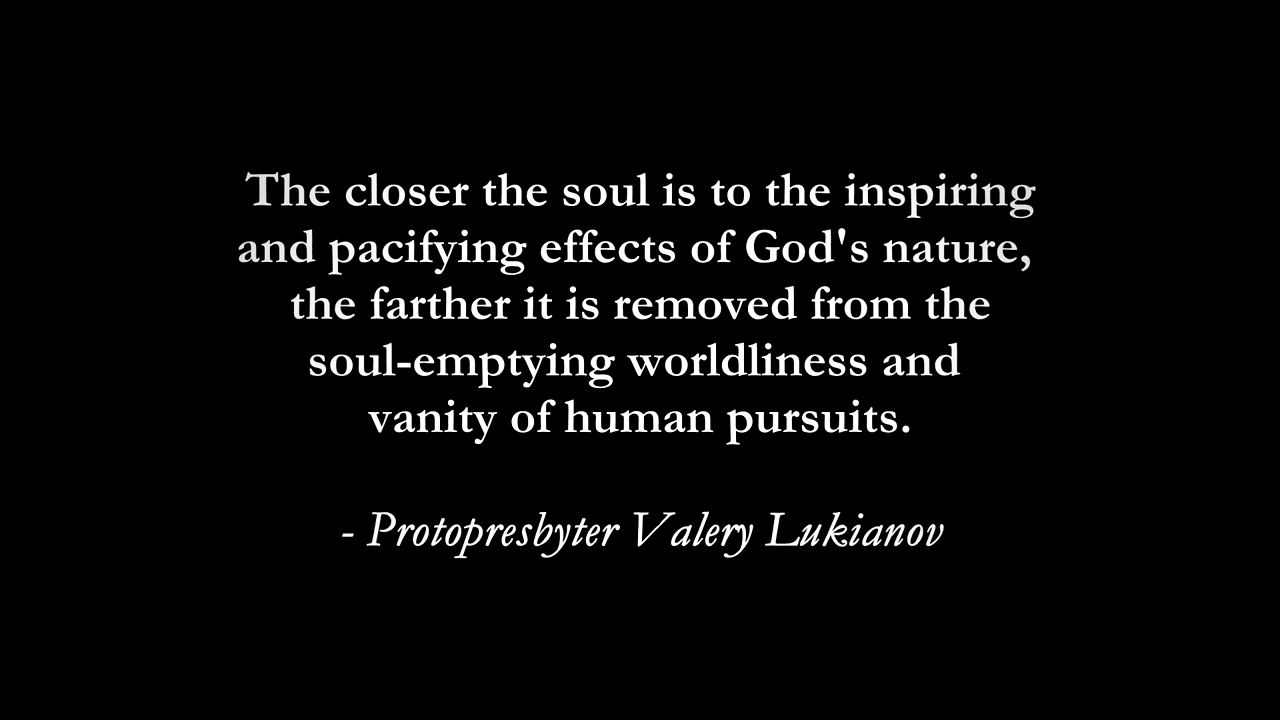 The closer the soul is to the inspiring
and pacifying effects of God's nature,
the farther it is removed from the
soul-emptying worldliness and
vanity of human pursuits.
- Protopresbyter Valery Lukianov